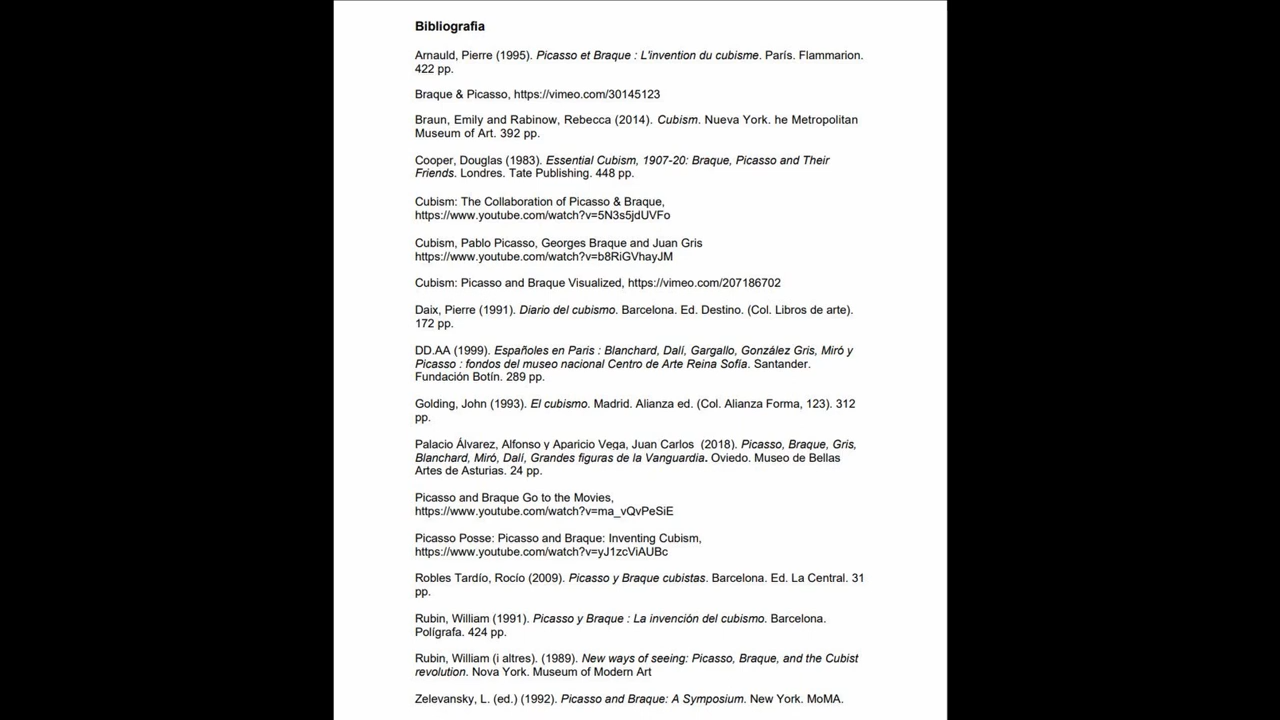 Bibliografia
Arnauld, Pierre (1995). Picasso et Braque : L'invention du cubisme. París. Flammarion.
422 pp.
Braque & Picasso, https://vimeo.com/30145123
Braun, Emily and Rabinow, Rebecca (2014). Cubism. Nueva York. he Metropolitan
Museum of Art. 392 pp.
Cooper, Douglas (1983). Essential Cubism, 1907-20: Braque, Picasso and Their
Friends. Londres. Tate Publishing. 448 pp.
Cubism: The Collaboration of Picasso & Braque,
https://www.youtube.com/watch?v=5N3s5jdUVFo
Cubism, Pablo Picasso, Georges Braque and Juan Gris
https://www.youtube.com/watch?v=b8RiGVhayJM
Cubism: Picasso and Braque Visualized, https://vimeo.com/207186702
Daix, Pierre (1991). Diario del cubismo. Barcelona. Ed. Destino. (Col. Libros de arte).
172 pp.
DD.AA (1999). Españoles en Paris : Blanchard, Dalí, Gargallo, González Gris, Miró y
Picasso : fondos del museo nacional Centro de Arte Reina Sofía. Santander.
Fundación Botín. 289 pp.
Golding, John (1993). El cubismo. Madrid. Alianza ed. (Col. Alianza Forma, 123). 312
pp.
Palacio Álvarez, Alfonso y Aparicio Vega, Juan Carlos (2018). Picasso, Braque, Gris,
Blanchard, Miró, Dalí, Grandes figuras de la Vanguardia. Oviedo. Museo de Bellas
Artes de Asturias. 24 pp.
Picasso and Braque Go to the Movies,
https://www.youtube.com/watch?v=ma_vQvPeSiE
Picasso Posse: Picasso and Braque: Inventing Cubism,
https://www.youtube.com/watch?v=yJ1zcViAUBc
Robles Tardío, Rocío (2009). Picasso y Braque cubistas. Barcelona. Ed. La Central. 31
pp.
Rubin, William (1991). Picasso y Braque : La invención del cubismo. Barcelona.
Polígrafa. 424 pp.
Rubin, William (i altres). (1989). New ways of seeing: Picasso, Braque, and the Cubist
revolution. Nova York. Museum of Modern Art
Zelevansky, L. (ed.) (1992). Picasso and Braque: A Symposium. New York. MoMA.